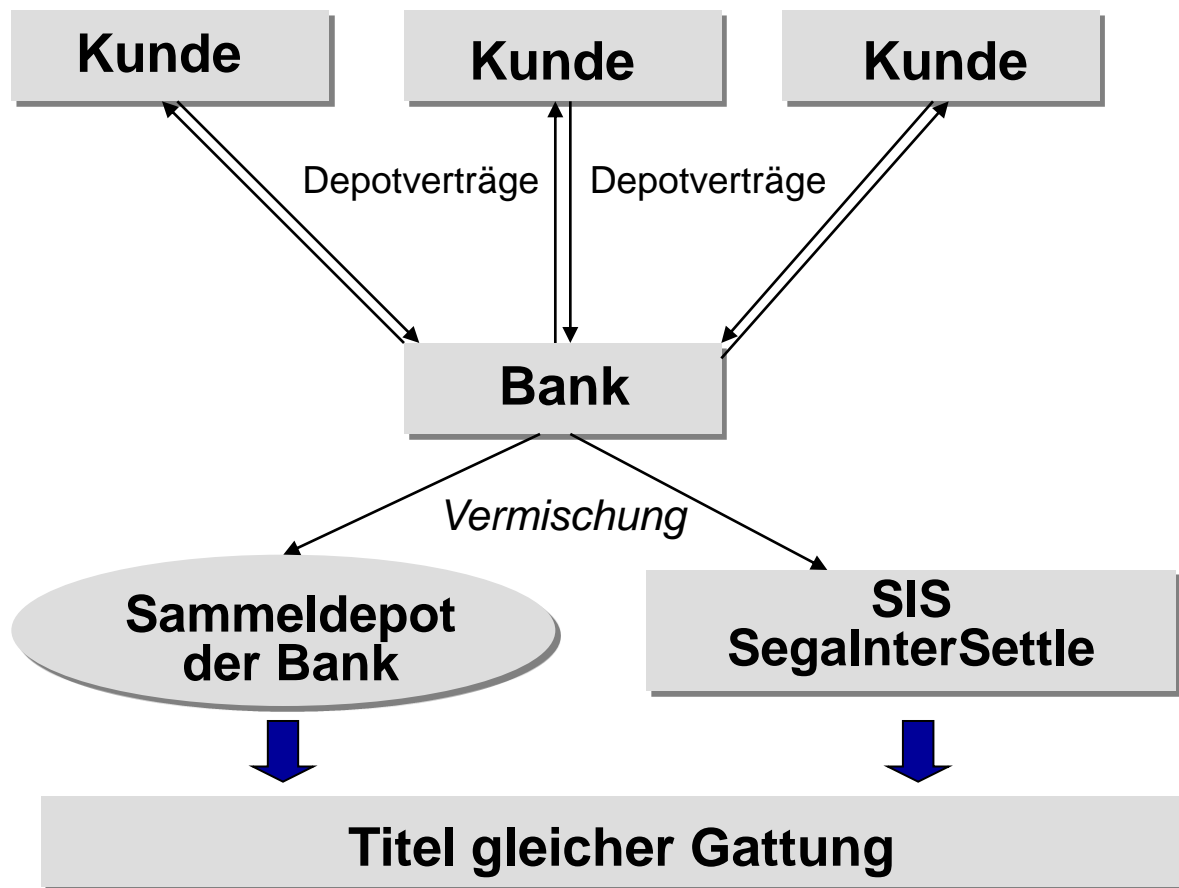 Kunde
Kunde
Kunde
Depotverträge
Depotverträge
Bank
Vermischung
Sammeldepot
der Bank
SIS
SegaInterSettle
Titel gleicher Gattung